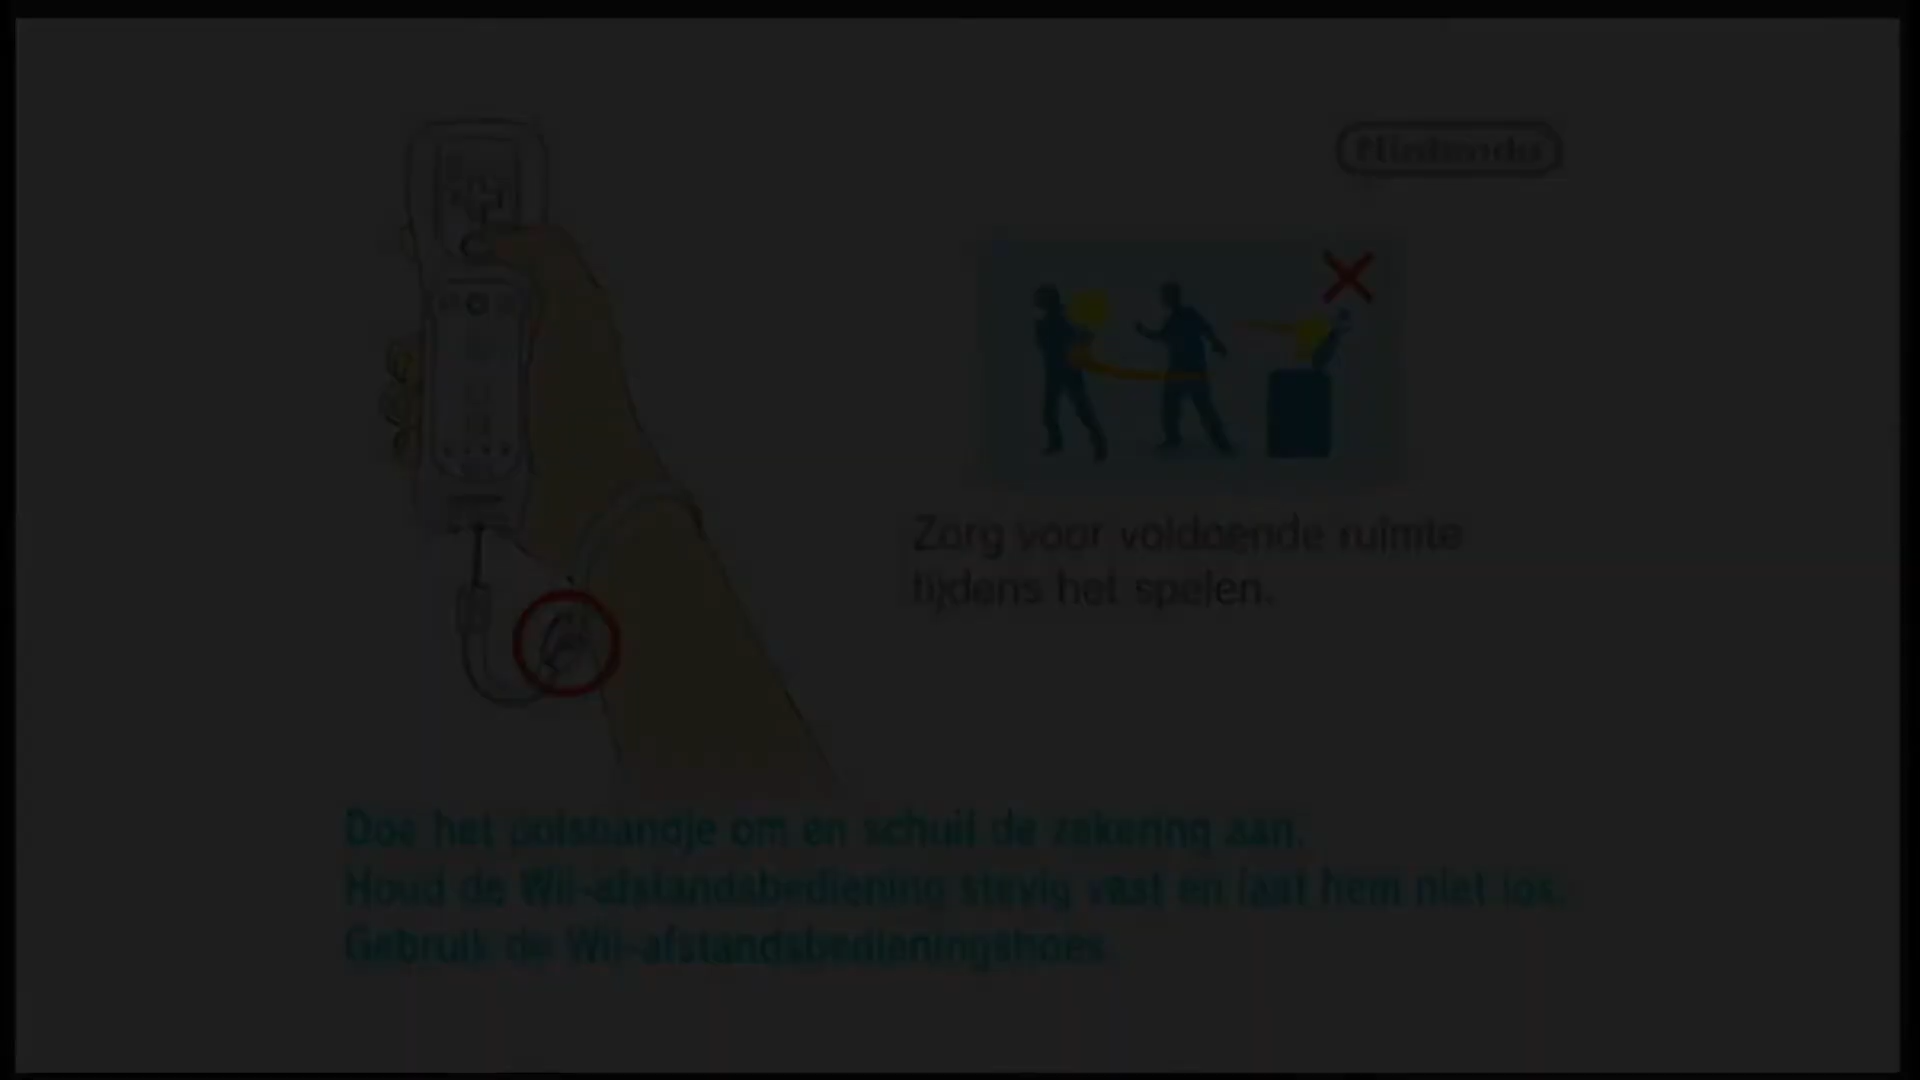 Nintendo
Zorg voor voldoende ruimte
tijdens het spelen.
Doe het polsbandje om en schuif de zekering aan.
Houd de Wii-afstandsbediening stevig vast en laat hem niet los.
Gebruik de Wii-afstandsbedieningshoes.